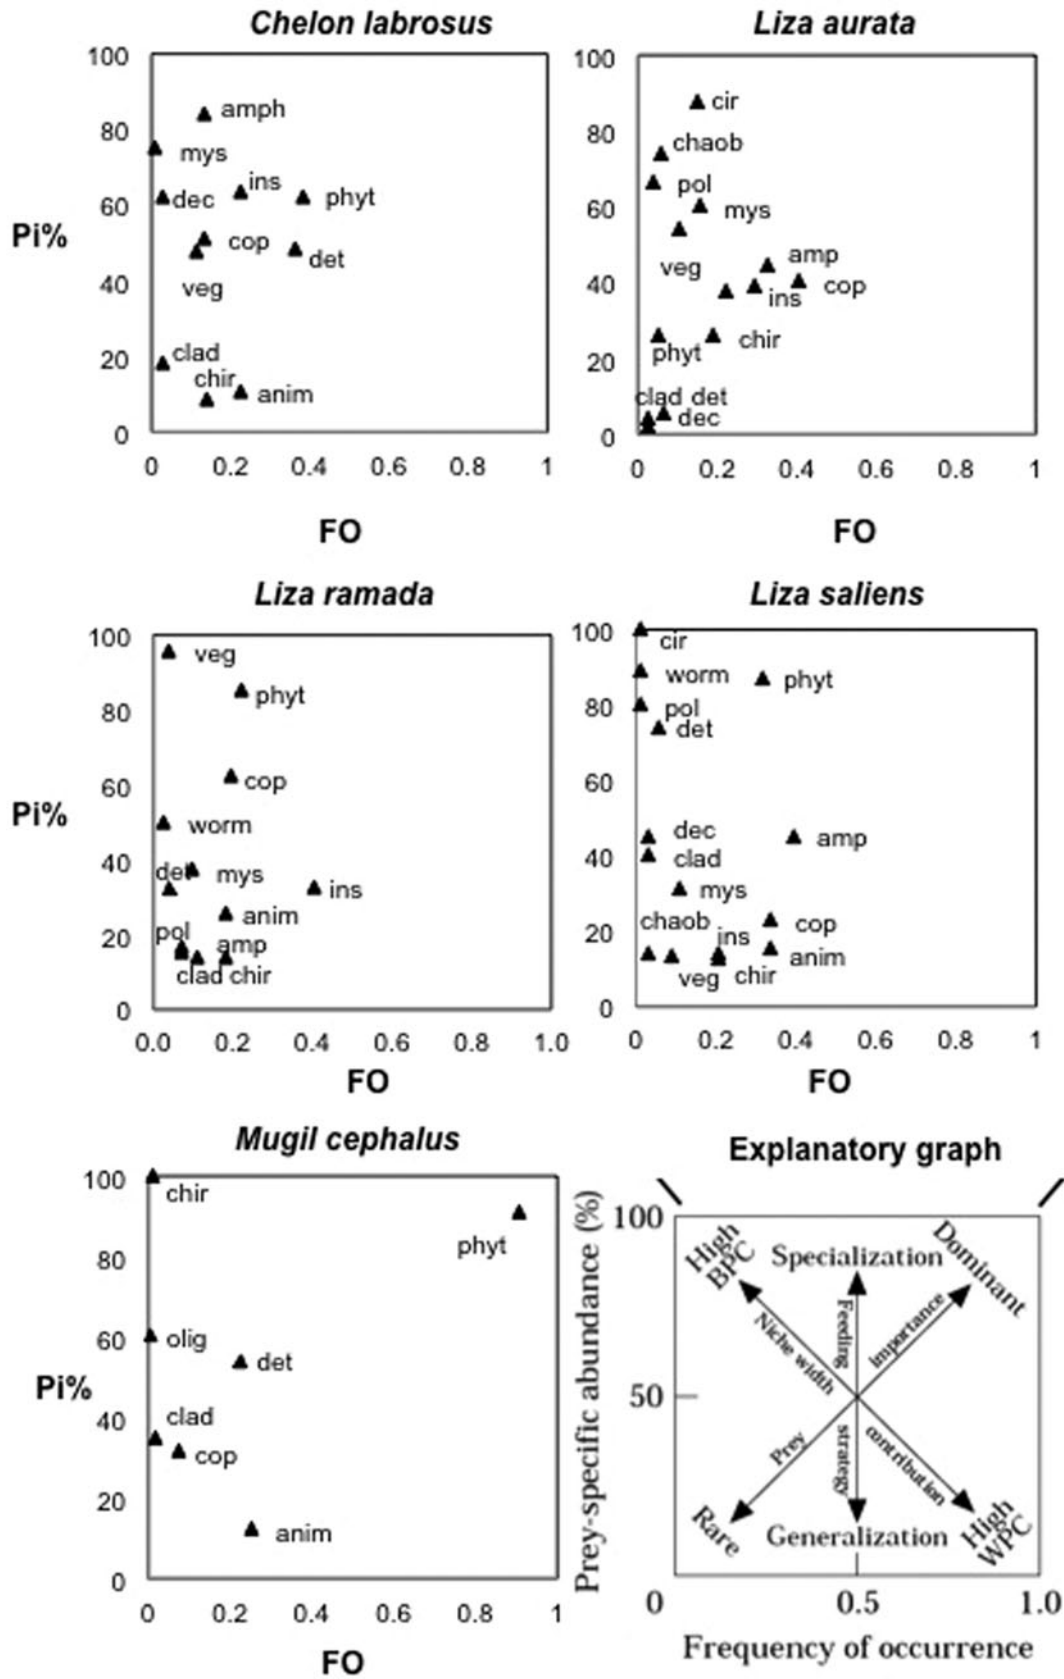 Chelon labrosus
Liza aurata
100
80
60
40
20
0
Pi%
amph
mys
ins
dec
phyt
cop
det
veg
clad
chir
anim
0 0.2 0.4 0.6 0.8 1
FO
100
80
60
40
20
0
cir
chaob
pol
mys
veg
amp
cop
ins
chir
phyt
clad det
dec
0 0.2 0.4 0.6 0.8 1
FO
Liza ramada
Liza saliens
100
80
60
40
20
0
Pi%
veg
phyt
cop
worm
det
mys
ins
anim
pol
amp
clad chir
0.0 0.2 0.4 0.6 0.8 1.0
FO
100
80
60
40
20
0
cir
worm
phyt
pol
det
dec
amp
clad
mys
chaob
cop
ins
anim
veg
chir
0 0.2 0.4 0.6 0.8 1
FO
Mugil cephalus
100
80
60
40
20
0
Pi%
chir
phyt
olig
det
clad
cop
anim
0 0.2 0.4 0.6 0.8 1
FO
Explanatory graph
Prey-specific abundance (%)
100
50
0
High
BPC
Specialization
Dominant
Feeding
importance
Niche width
Prey
strategy
contribution
Rare
Generalization
High
WPC
0.5
1.0
Frequency of occurrence